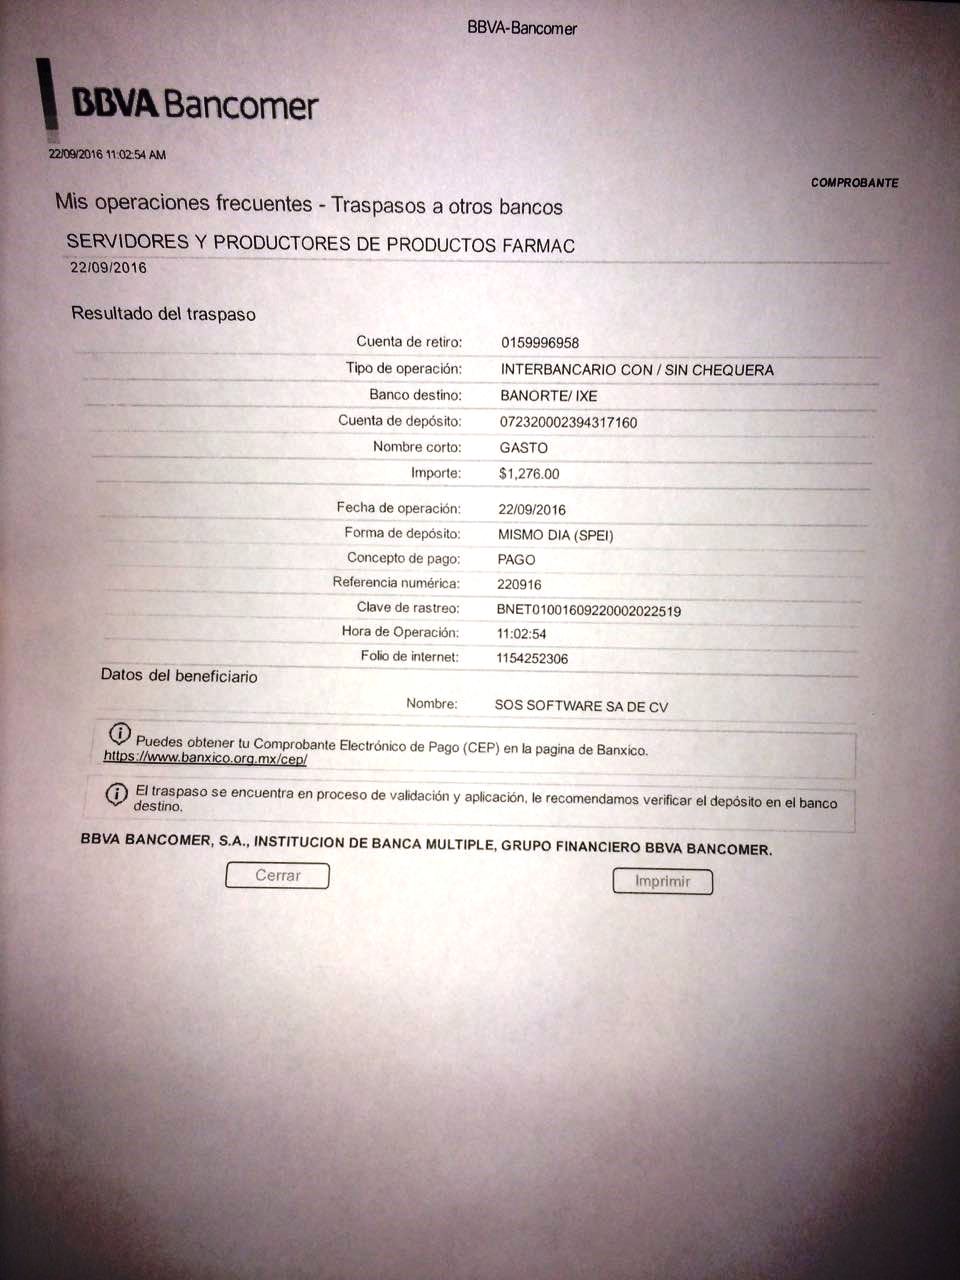 BBVA-Bancomer
BBVA Bancomer
22/09/2016 11:02:54 AM
COMPROBANTE
Mis operaciones frecuentes - Traspasos a otros bancos
SERVIDORES Y PRODUCTORES DE PRODUCTOS FARMAC
22/09/2016
Resultado del traspaso
Cuenta de retiro: 0159996958
Tipo de operación: INTERBANCARIO CON / SIN CHEQUERA
Banco destino: BANORTE/ IXE
Cuenta de depósito: 072320002394317160
Nombre corto: GASTO
Importe: $1,276.00
Fecha de operación: 22/09/2016
Forma de depósito: MISMO DIA (SPEI)
Concepto de pago: PAGO
Referencia numérica: 220916
Clave de rastreo: BNET01001609220002022519
Hora de Operación: 11:02:54
Folio de internet: 1154252306
Datos del beneficiario
Nombre: SOS SOFTWARE SA DE CV
Puedes obtener tu Comprobante Electrónico de Pago (CEP) en la pagina de Banxico.
https://www.banxico.org.mx/cep/
El traspaso se encuentra en proceso de validación y aplicación, le recomendamos verificar el depósito en el banco
destino.
BBVA BANCOMER, S.A., INSTITUCION DE BANCA MULTIPLE, GRUPO FINANCIERO BBVA BANCOMER.
Cerrar Imprimir